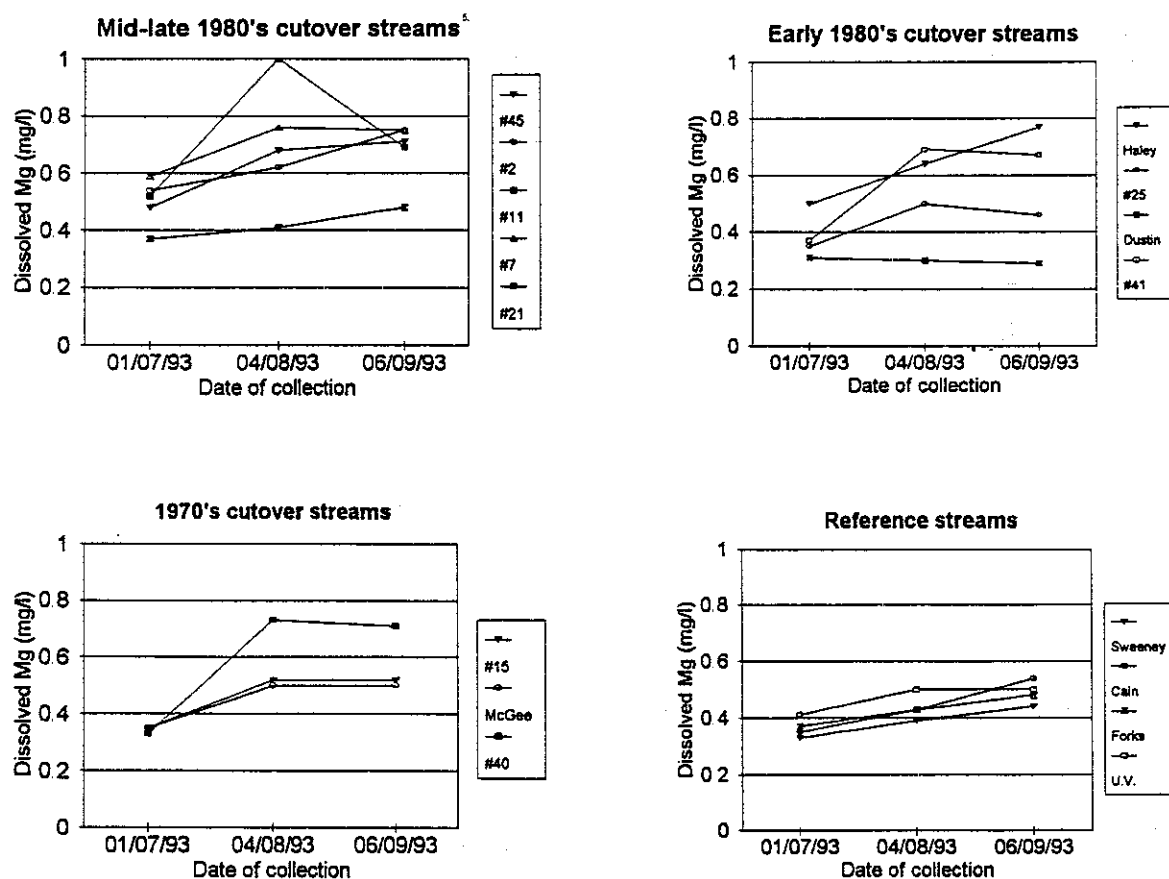 Mid-late 1980's cutover streams
Dissolved Mg (mg/l)
1
0.8
0.6
0.4
0.2
0
01/07/93 04/08/93 06/09/93
Date of collection
#45
#2
#11
#7
#21
Early 1980's cutover streams
Dissolved Mg (mg/l)
1
0.8
0.6
0.4
0.2
0
01/07/93 04/08/93 06/09/93
Date of collection
Haley
#25
Dustin
#41
1970's cutover streams
Dissolved Mg (mg/l)
1
0.8
0.6
0.4
0.2
0
01/07/93 04/08/93 06/09/93
Date of collection
#15
McGee
#40
Reference streams
Dissolved Mg (mg/l)
1
0.8
0.6
0.4
0.2
0
01/07/93 04/08/93 06/09/93
Date of collection
Sweeney
Cain
Forks
U.V.